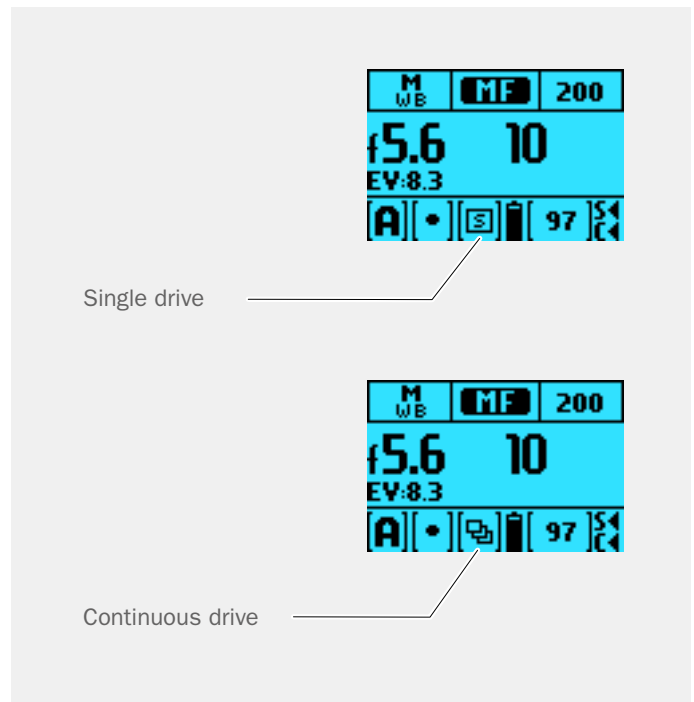 M MF 200
WB
f5.6 10
EV:8.3
[A][•][S][ 97 ]S
C
Single drive
M MF 200
WB
f5.6 10
EV:8.3
[A][•][ ][ 97 ]S
C
Continuous drive